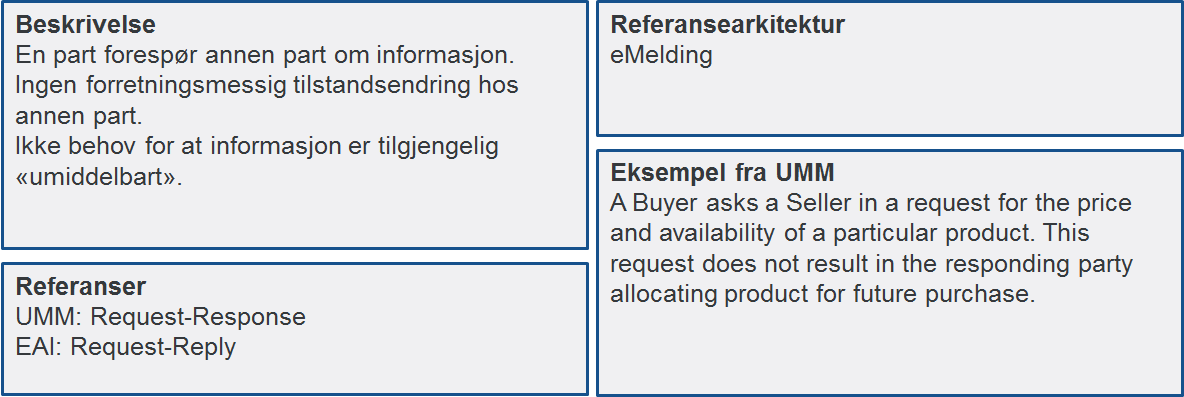 Beskrivelse
En part forespør annen part om informasjon.
Ingen forretningsmessig tilstandsendring hos
annen part.
Ikke behov for at informasjon er tilgjengelig
«umiddelbart».
Referanser
UMM: Request-Response
EAI: Request-Reply
Referansearkitektur
eMelding
Eksempel fra UMM
A Buyer asks a Seller in a request for the price
and availability of a particular product. This
request does not result in the responding party
allocating product for future purchase.